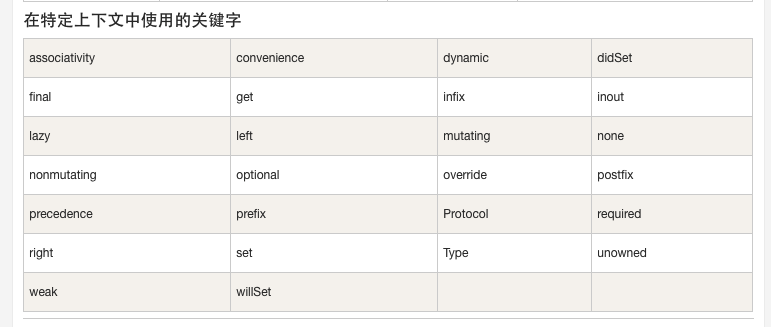 在特定上下文中使用的关键字
associativity convenience dynamic didSet
final get infix inout
lazy left mutating none
nonmutating optional override postfix
precedence prefix Protocol required
right set Type unowned
weak willSet